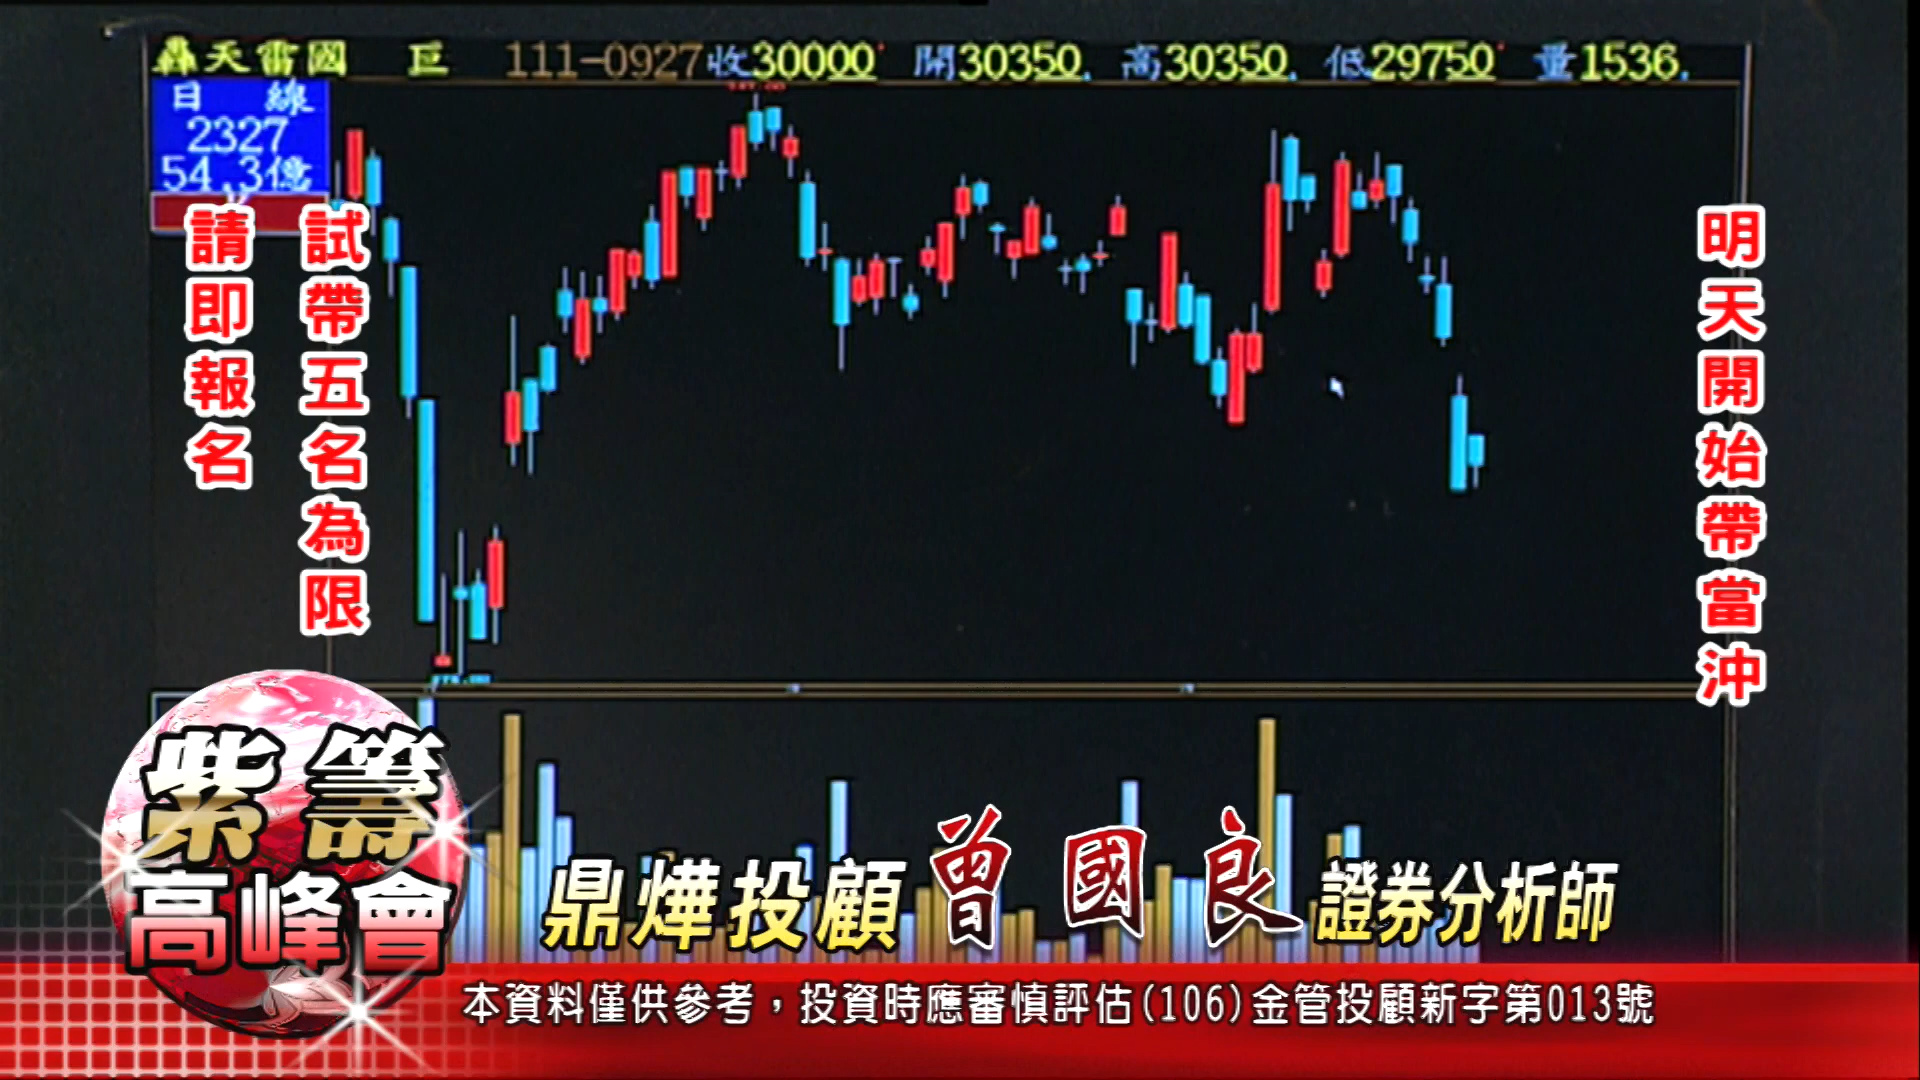 轟天雷國 巨 111-0927 收30000 開30350 高30350 低29750 量1536
日 線
2327
54.3億
明天開始帶當沖
試帶五名為限
請即報名
紫籌
高峰會
鼎燁投顧 曾國良 證券分析師
本資料僅供參考，投資時應審慎評估(106)金管投顧新字第013號